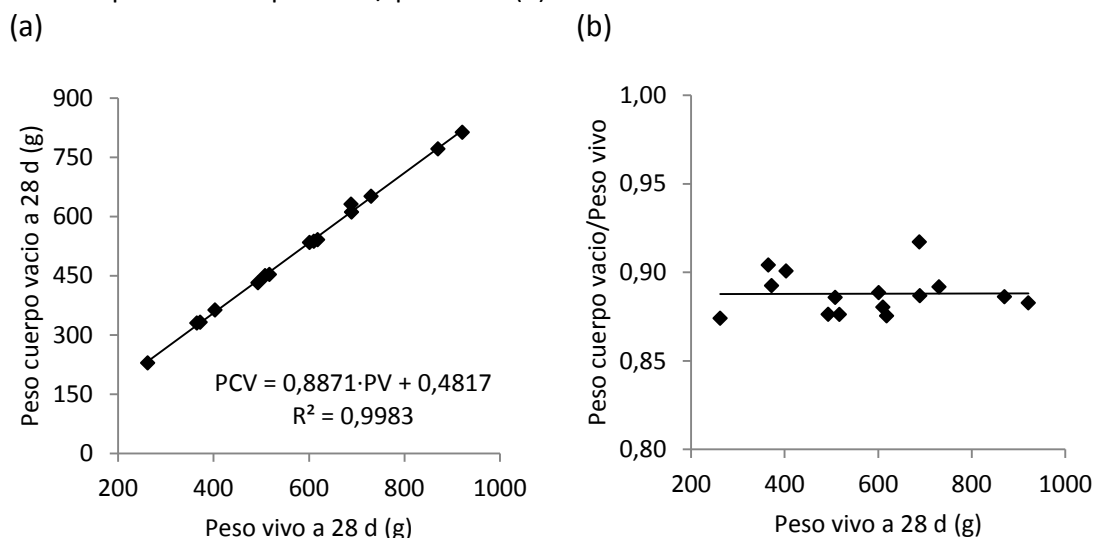 (a)
(b)
900
750
600
450
300
150
0
200
400
600
800
1000
Peso cuerpo vacio a 28 d (g)
Peso vivo a 28 d (g)
PCV = 0,8871·PV + 0,4817
R² = 0,9983
1,00
0,95
0,90
0,85
0,80
200
400
600
800
1000
Peso cuerpo vacio/Peso vivo
Peso vivo a 28 d (g)